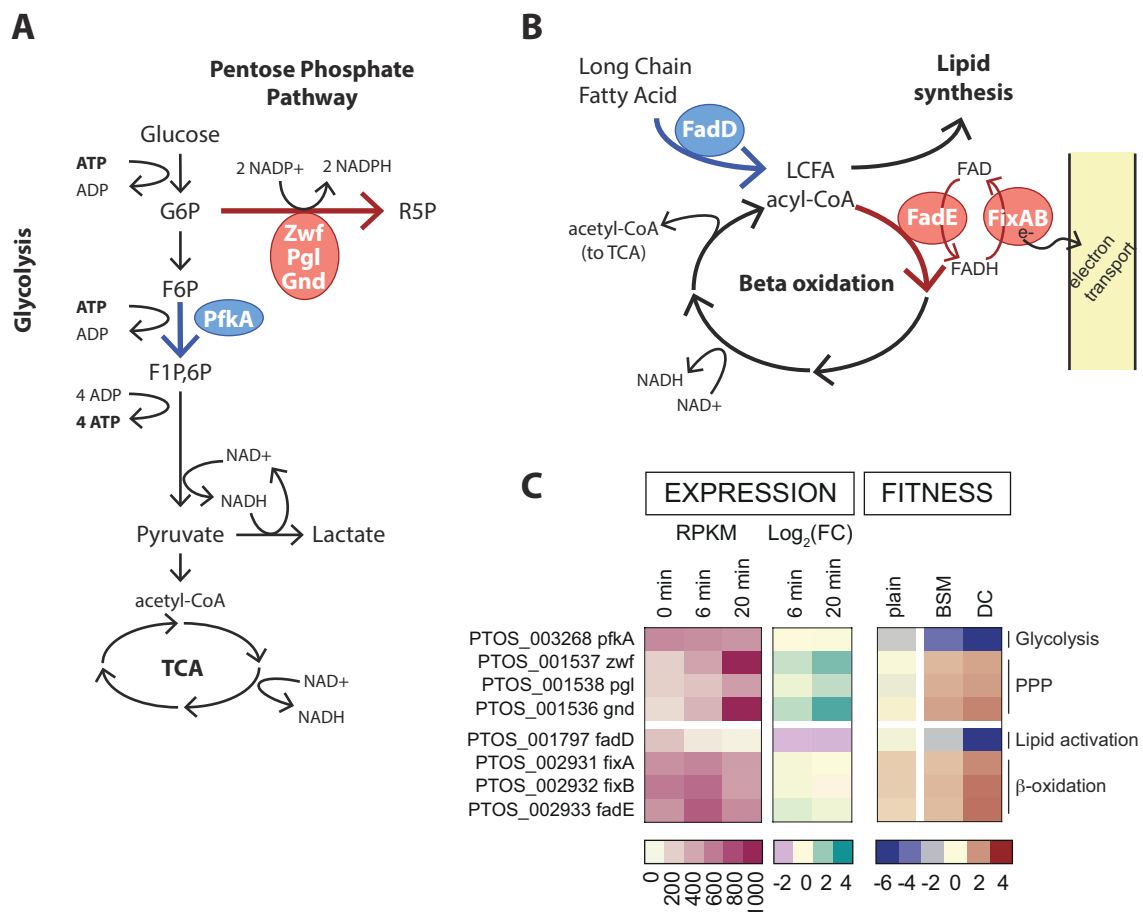 A
Pentose Phosphate
Pathway
Glucose
ATP
ADP
2 NADP+
2 NADPH
G6P
R5P
Zwf
Pgl
Gnd
Glycolysis
F6P
ATP
ADP
PfkA
F1P,6P
4 ADP
4 ATP
NAD+
NADH
Pyruvate
Lactate
acetyl-CoA
TCA
NAD+
NADH
B
Long Chain
Fatty Acid
Lipid
synthesis
FadD
LCFA
acyl-CoA
FAD
FadE
FixAB
e-
FADH
acetyl-CoA
(to TCA)
Beta oxidation
electron
transport
NADH
NAD+
C
EXPRESSION
FITNESS
RPKM
Log2(FC)
0 min
6 min
20 min
6 min
20 min
plain
BSM
DC
PTOS_003268 pfkA
Glycolysis
PTOS_001537 zwf
PTOS_001538 pgl
PPP
PTOS_001536 gnd
PTOS_001797 fadD
Lipid activation
PTOS_002931 fixA
PTOS_002932 fixB
β-oxidation
PTOS_002933 fadE
0
200
400
600
800
1000
-2 0 2 4
-6 -4 -2 0 2 4